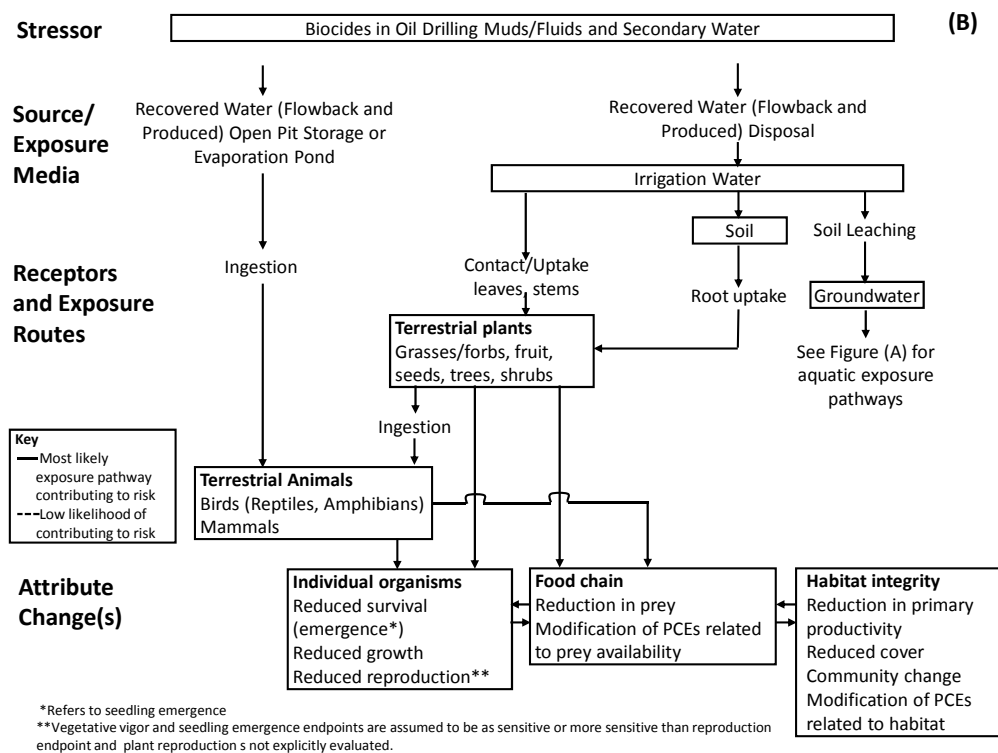 Stressor
Biocides in Oil Drilling Muds/Fluids and Secondary Water
(B)
Source/
Exposure
Media
Recovered Water (Flowback and
Produced) Open Pit Storage or
Evaporation Pond
Recovered Water (Flowback and
Produced) Disposal
Irrigation Water
Soil
Soil Leaching
Receptors
and Exposure
Routes
Ingestion
Contact/Uptake
leaves, stems
Root uptake
Groundwater
Terrestrial plants
Grasses/forbs, fruit,
seeds, trees, shrubs
See Figure (A) for
aquatic exposure
pathways
Ingestion
Key
Most likely
exposure pathway
contributing to risk
Low likelihood of
contributing to risk
Terrestrial Animals
Birds (Reptiles, Amphibians)
Mammals
Attribute
Change(s)
Individual organisms
Reduced survival
(emergence*)
Reduced growth
Reduced reproduction**
Food chain
Reduction in prey
Modification of PCEs related
to prey availability
Habitat integrity
Reduction in primary
productivity
Reduced cover
Community change
Modification of PCEs
related to habitat
*Refers to seedling emergence
**Vegetative vigor and seedling emergence endpoints are assumed to be as sensitive or more sensitive than reproduction
endpoint and plant reproduction s not explicitly evaluated.